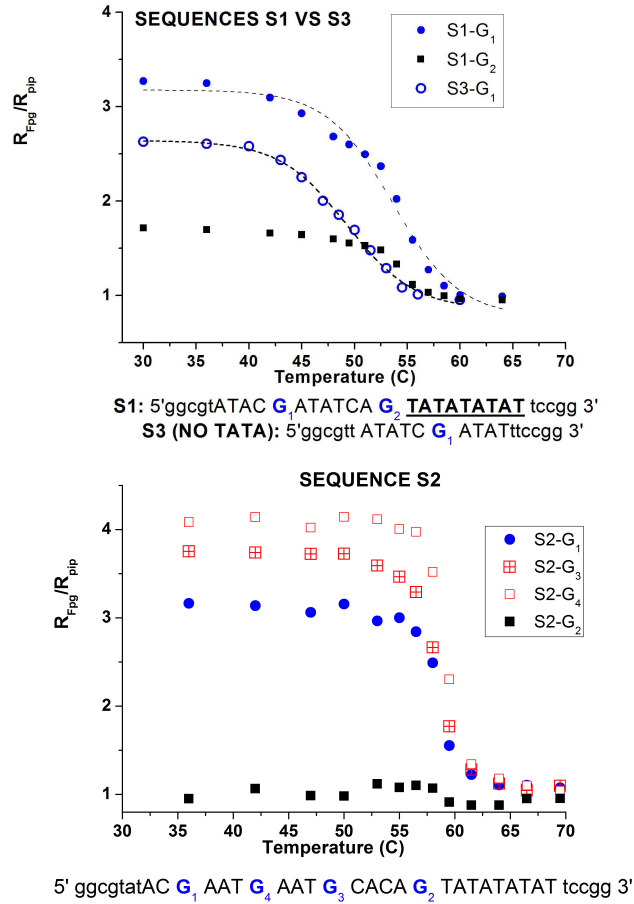 SEQUENCES S1 VS S3
S1-G1
S1-G2
S3-G1
RFpg/Rpip
4
3
2
1
30 35 40 45 50 55 60 65 70
Temperature (C)
S1: 5'ggcgtATAC G1ATATCA G2 TATATATAT tccgg 3'
S3 (NO TATA): 5'ggcgtt ATATC G1 ATATttccgg 3'
SEQUENCE S2
S2-G1
S2-G3
S2-G4
S2-G2
RFpg/Rpip
4
3
2
1
30 35 40 45 50 55 60 65 70
Temperature (C)
5' ggcgtatAC G1 AAT G4 AAT G3 CACA G2 TATATATAT tccgg 3'